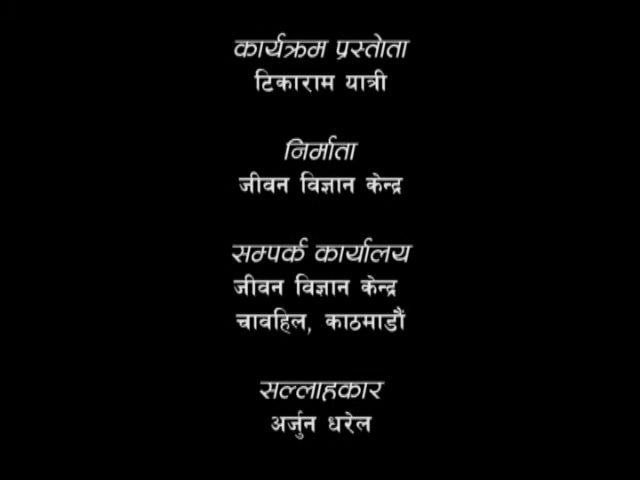 कार्यक्रम प्रस्तोता
टिकाराम यात्री
निर्माता
जीवन विज्ञान केन्द्र
सम्पर्क कार्यालय
जीवन विज्ञान केन्द्र
चावहिल, काठमाडौं
सल्लाहकार
अर्जुन धरेल